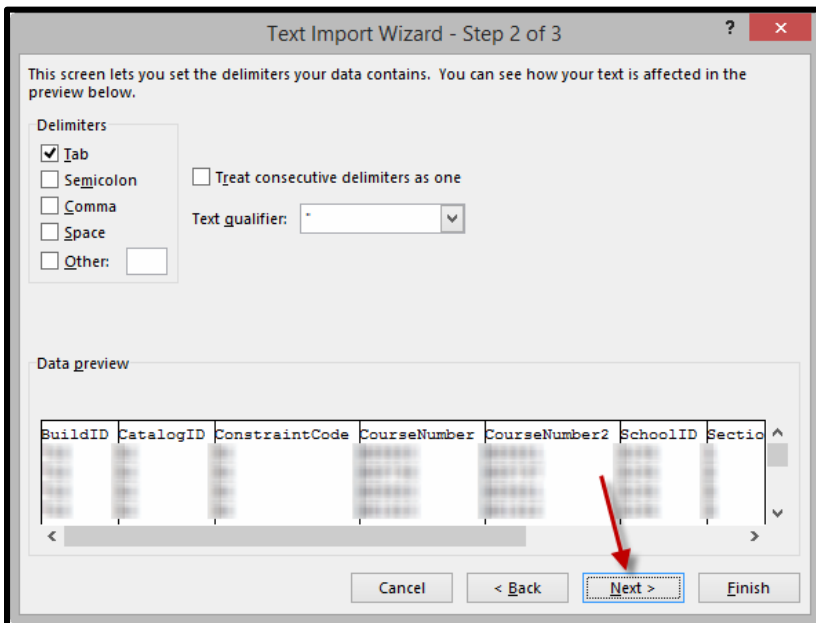 Text Import Wizard - Step 2 of 3
?
This screen lets you set the delimiters your data contains. You can see how your text is affected in the
preview below.
Delimiters
Tab
Semicolon
Comma
Space
Other:
Treat consecutive delimiters as one
Text qualifier: "
Data preview
BuildID CatalogID ConstraintCode CourseNumber CourseNumber2 SchoolID Sectio
Cancel < Back Next > Finish